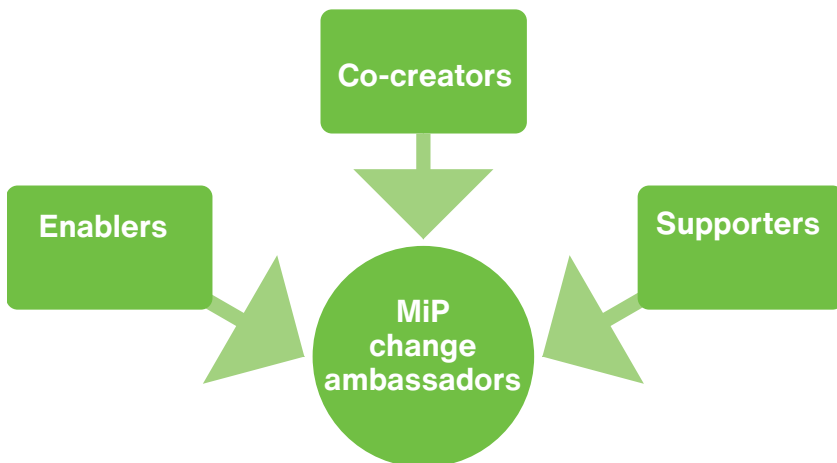 Co-creators
Enablers
Supporters
MiP
change
ambassadors